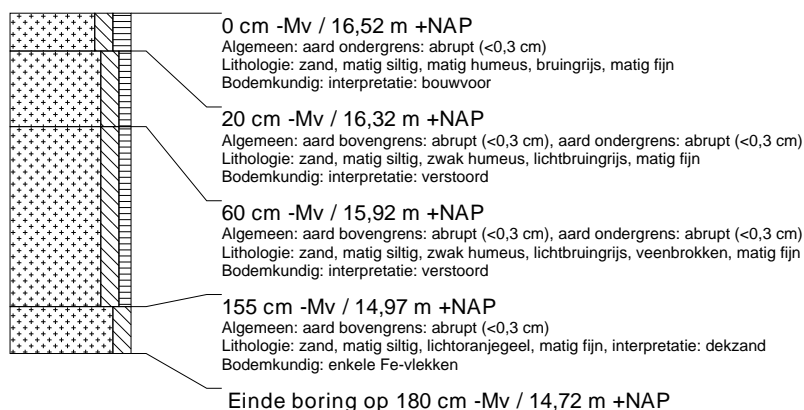 0 cm -Mv / 16,52 m +NAP
Algemeen: aard ondergrens: abrupt (<0,3 cm)
Lithologie: zand, matig siltig, matig humeus, bruingrijs, matig fijn
Bodemkundig: interpretatie: bouwvoor
20 cm -Mv / 16,32 m +NAP
Algemeen: aard bovengrens: abrupt (<0,3 cm), aard ondergrens: abrupt (<0,3 cm)
Lithologie: zand, matig siltig, zwak humeus, lichtbruingrijs, matig fijn
Bodemkundig: interpretatie: verstoord
60 cm -Mv / 15,92 m +NAP
Algemeen: aard bovengrens: abrupt (<0,3 cm), aard ondergrens: abrupt (<0,3 cm)
Lithologie: zand, matig siltig, zwak humeus, lichtbruingrijs, veenbrokken, matig fijn
Bodemkundig: interpretatie: verstoord
155 cm -Mv / 14,97 m +NAP
Algemeen: aard bovengrens: abrupt (<0,3 cm)
Lithologie: zand, matig siltig, lichtoranjegeel, matig fijn, interpretatie: dekzand
Bodemkundig: enkele Fe-vlekken
Einde boring op 180 cm -Mv / 14,72 m +NAP